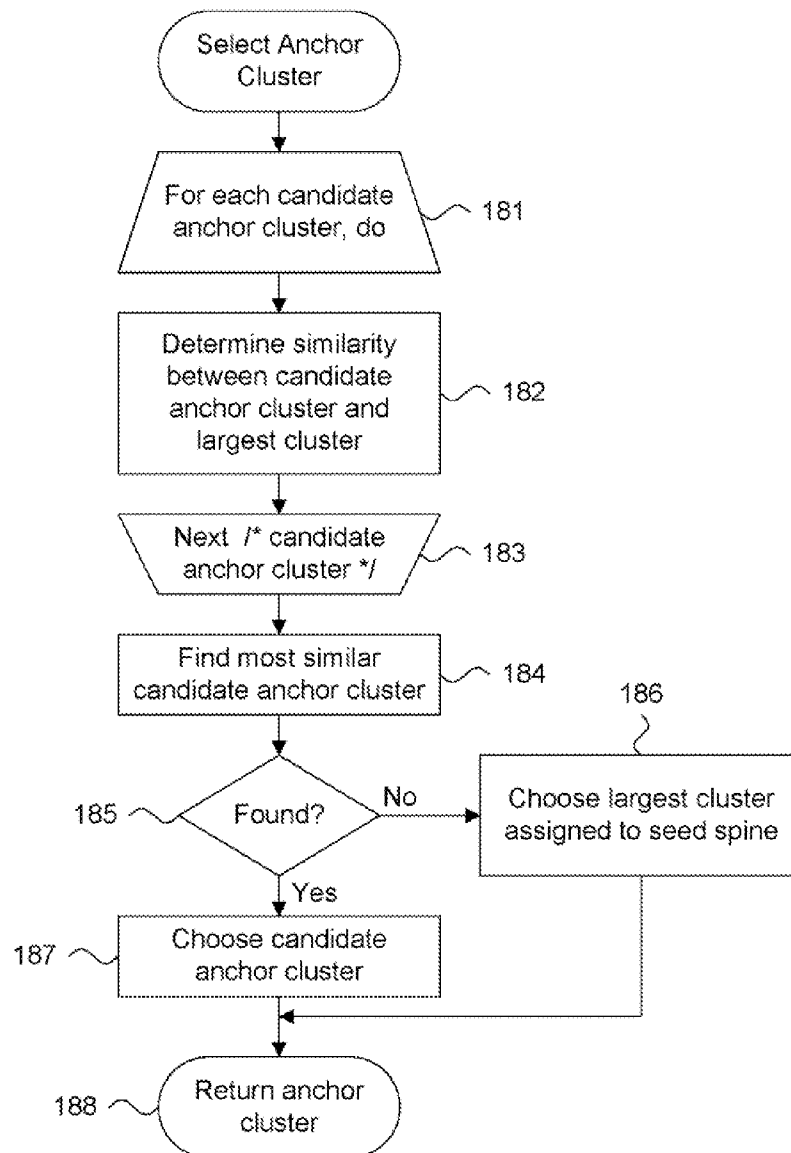 Select Anchor
Cluster
For each candidate
anchor cluster, do
181
Determine similarity
between candidate
anchor cluster and
largest cluster
182
Next /* candidate
anchor cluster */
183
Find most similar
candidate anchor cluster
184
186
185
Found?
No
Choose largest cluster
assigned to seed spine
Yes
187
Choose candidate
anchor cluster
188
Return anchor
cluster